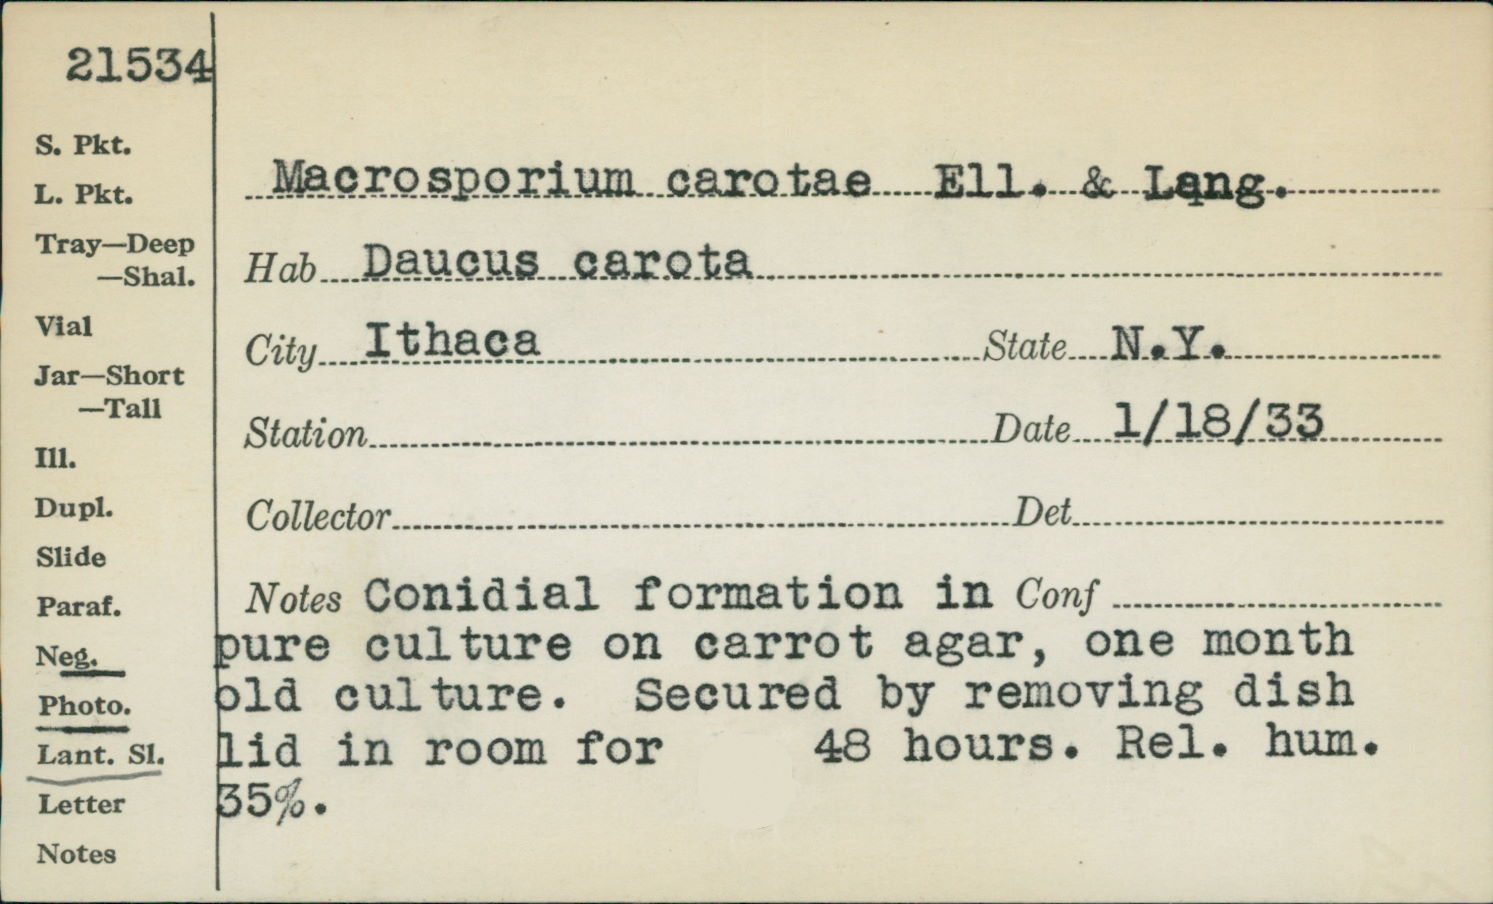 21534
S. Pkt.
L. Pkt.
Tray—Deep
—Shal.
Vial
Jar—Short
—Tall
Ill.
Dupl.
Slide
Paraf.
Neg.
Photo.
Lant. Sl.
Letter
Notes
Macrosporium carotae Ell. & Lang.
Hab Daucus carota
City Ithaca State N.Y.
Station Date 1/18/33
Collector Det
Notes Conidial formation in Conf
pure culture on carrot agar, one month
old culture. Secured by removing dish
lid in room for 48 hours. Rel. hum.
35%.